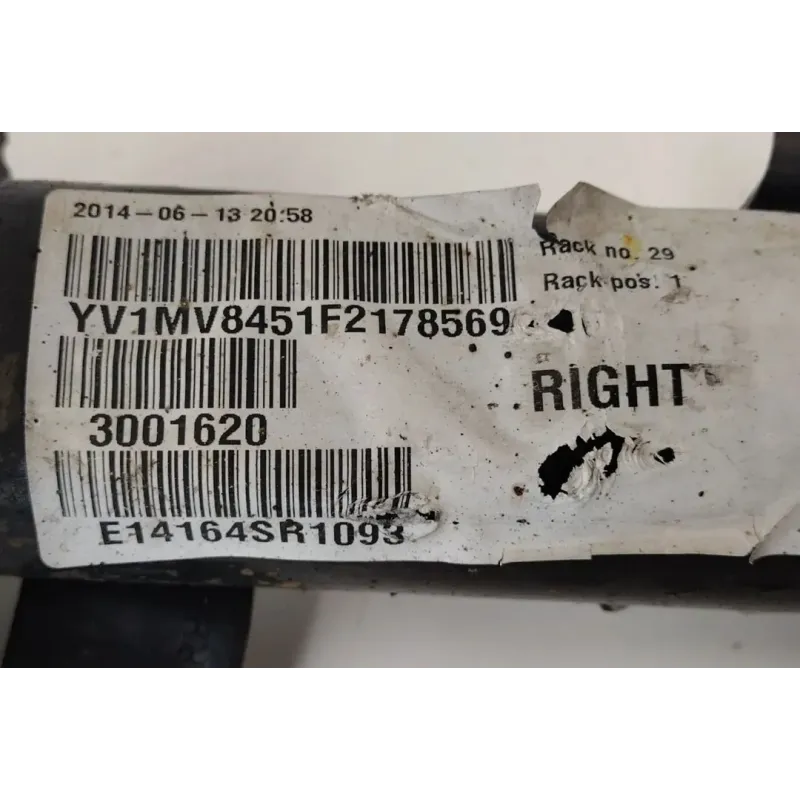 2014-06-13 20:58
YV1MV8451F2178569
3001620
E14164SR1093
Rack no. 29
Rack pos. 1
RIGHT